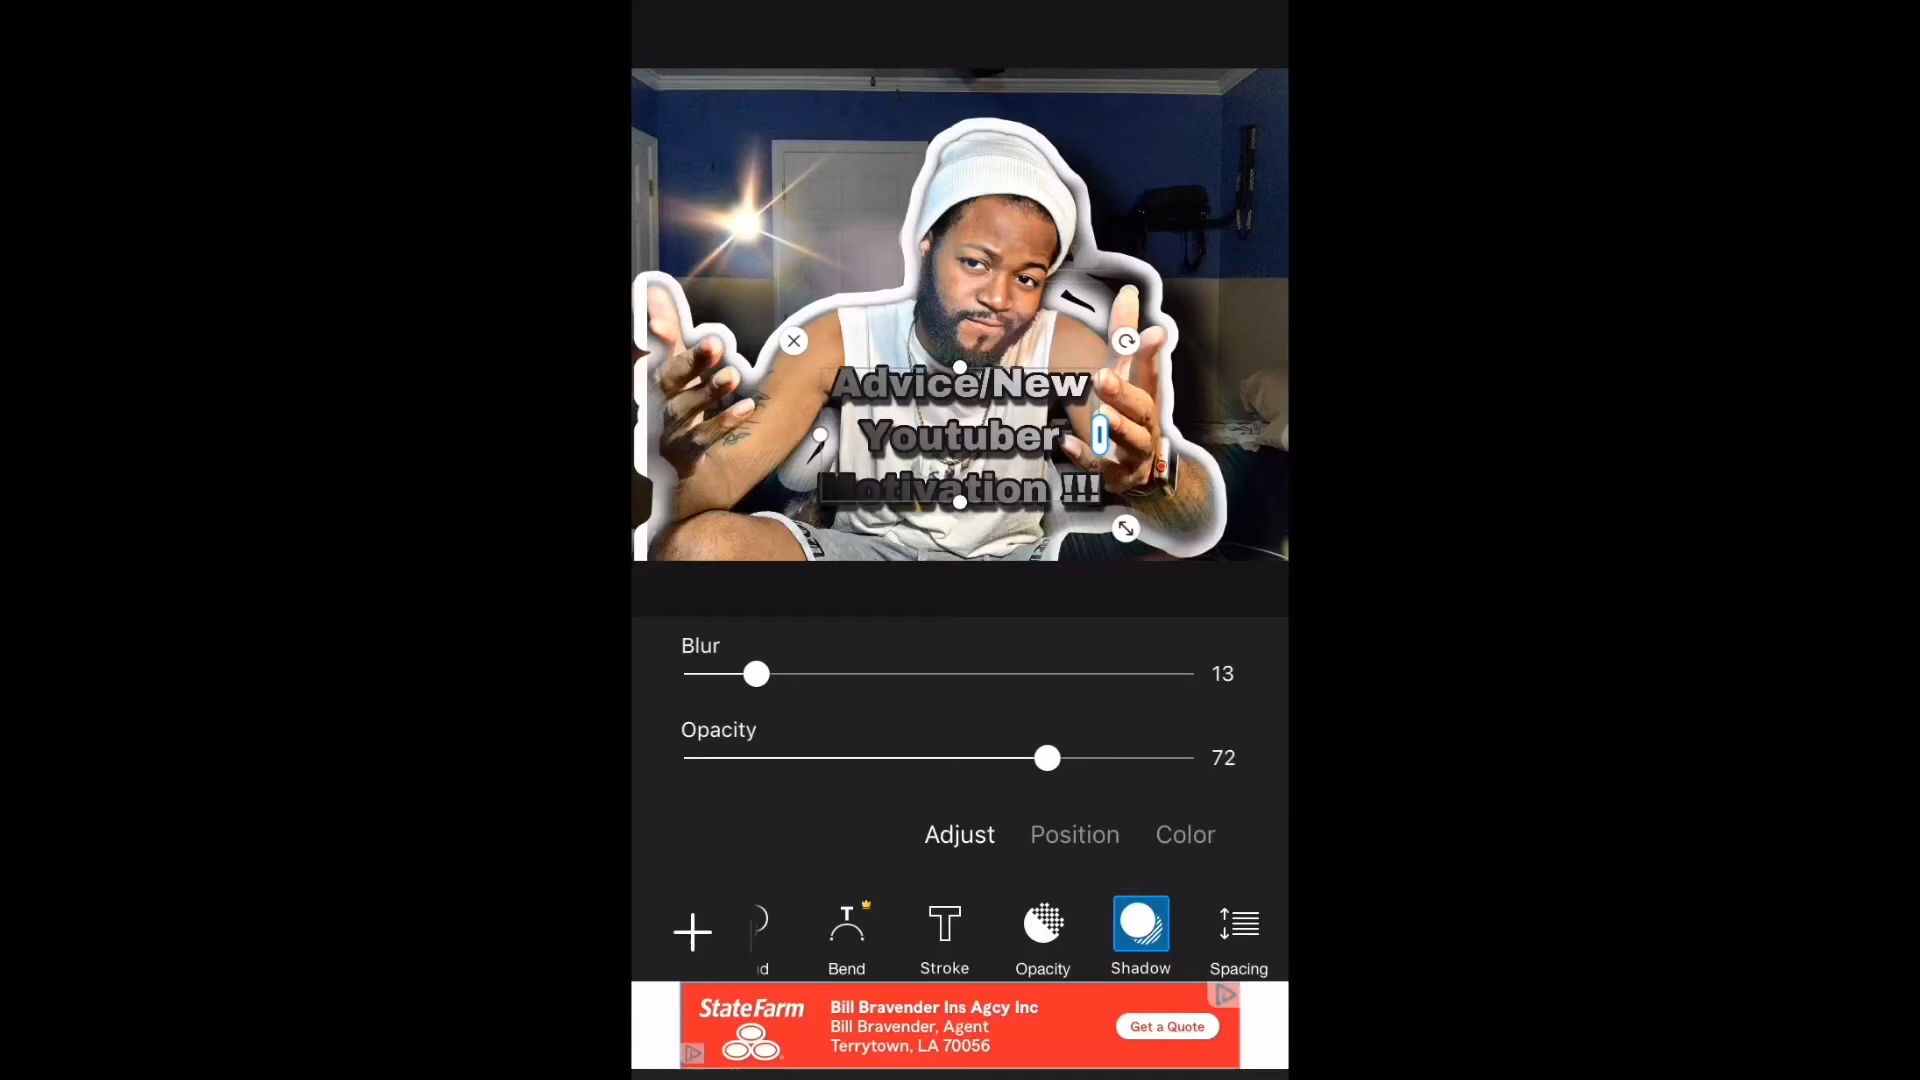 Advice/New
Youtuber
Motivation !!!
Blur
13
Opacity
72
Adjust Position Color
T
Bend Stroke Opacity Shadow Spacing
StateFarm
Bill Bravender Ins Agcy Inc
Bill Bravender, Agent
Terrytown, LA 70056
Get a Quote